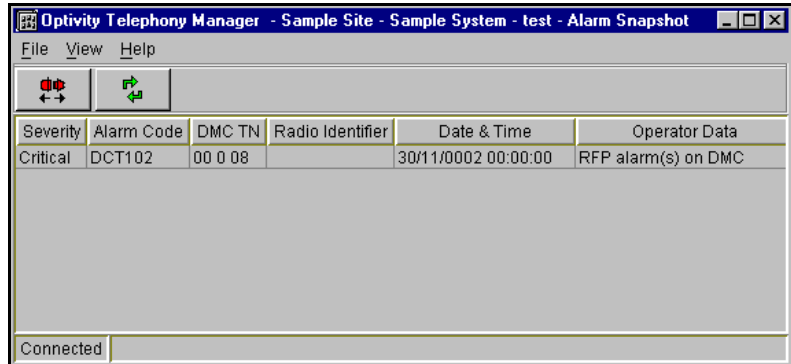 Optivity Telephony Manager - Sample Site - Sample System - test - Alarm Snapshot
File View Help
Severity Alarm Code DMC TN Radio Identifier Date & Time Operator Data
Critical DCT102 00 0 08 30/11/0002 00:00:00 RFP alarm(s) on DMC
Connected